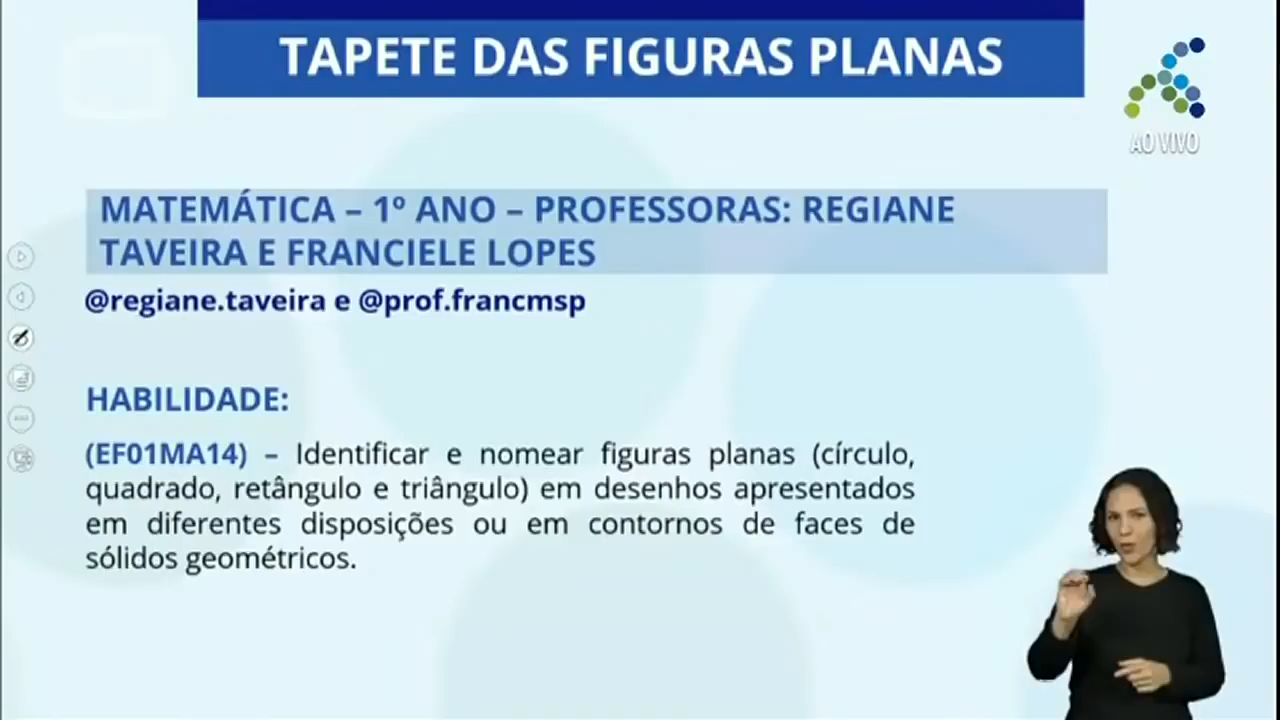 TAPETE DAS FIGURAS PLANAS
AO VIVO
MATEMÁTICA – 1º ANO – PROFESSORAS: REGIANE
TAVEIRA E FRANCIELE LOPES
@regiane.taveira e @prof.francmsp
HABILIDADE:
(EF01MA14) – Identificar e nomear figuras planas (círculo,
quadrado, retângulo e triângulo) em desenhos apresentados
em diferentes disposições ou em contornos de faces de
sólidos geométricos.